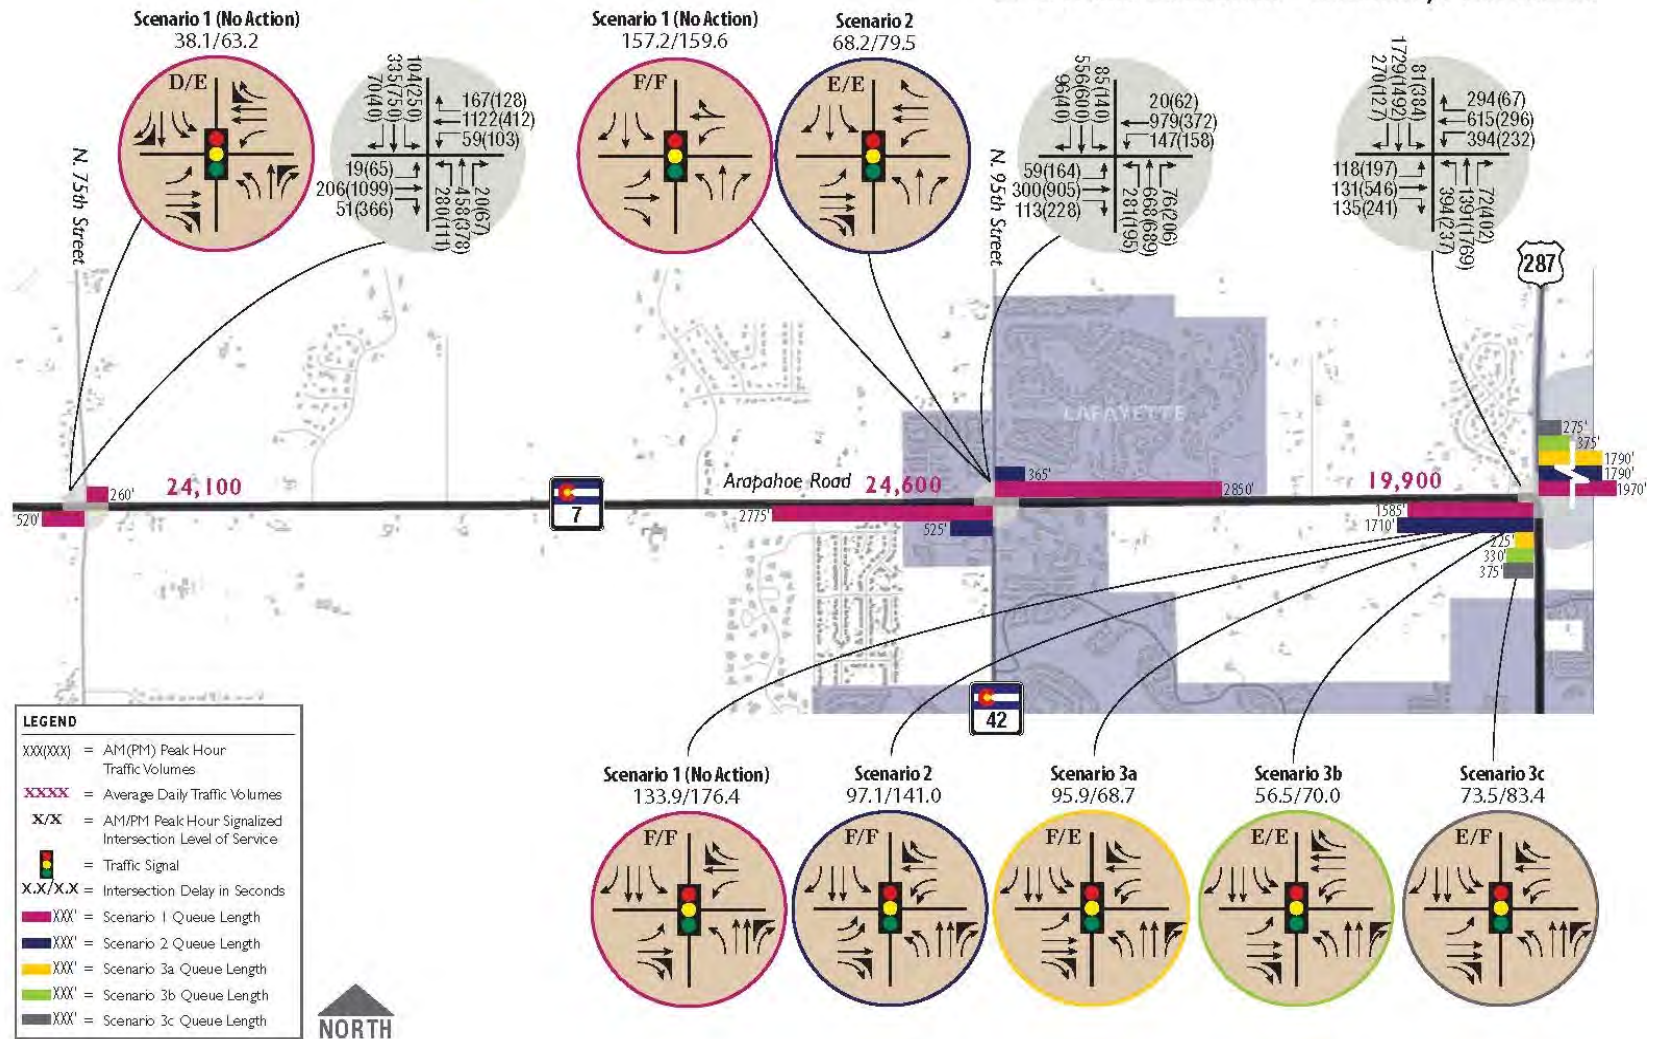 Scenario 1 (No Action)
38.1/63.2
D/E
104(250)
335(750)
70(40)
167(128)
1122(412)
59(103)
19(65)
206(1099)
51(366)
280(111)
458(378)
20(67)
Scenario 1 (No Action)
157.2/159.6
F/F
Scenario 2
68.2/79.5
E/E
85(140)
556(600)
96(40)
20(62)
979(372)
147(158)
59(164)
300(905)
113(228)
281(195)
668(689)
76(206)
81(384)
1729(1492)
270(127)
294(67)
615(296)
394(232)
118(197)
131(546)
135(241)
394(237)
139(1769)
72(402)
N. 75th Street
N. 95th Street
287
LAFAYETTE
275'
375'
1790'
1790'
1970'
260'
24,100
520'
7
Arapahoe Road
24,600
365'
2850'
2775'
525'
19,900
1585'
1710'
225'
330'
375'
42
Scenario 1 (No Action)
133.9/176.4
F/F
Scenario 2
97.1/141.0
F/F
Scenario 3a
95.9/68.7
F/E
Scenario 3b
56.5/70.0
E/E
Scenario 3c
73.5/83.4
E/F
LEGEND
XXX(XXX) = AM(PM) Peak Hour
Traffic Volumes
XXXX = Average Daily Traffic Volumes
X/X = AM/PM Peak Hour Signalized
Intersection Level of Service
= Traffic Signal
X.X/X.X = Intersection Delay in Seconds
XXX' = Scenario 1 Queue Length
XXX' = Scenario 2 Queue Length
XXX' = Scenario 3a Queue Length
XXX' = Scenario 3b Queue Length
XXX' = Scenario 3c Queue Length
NORTH